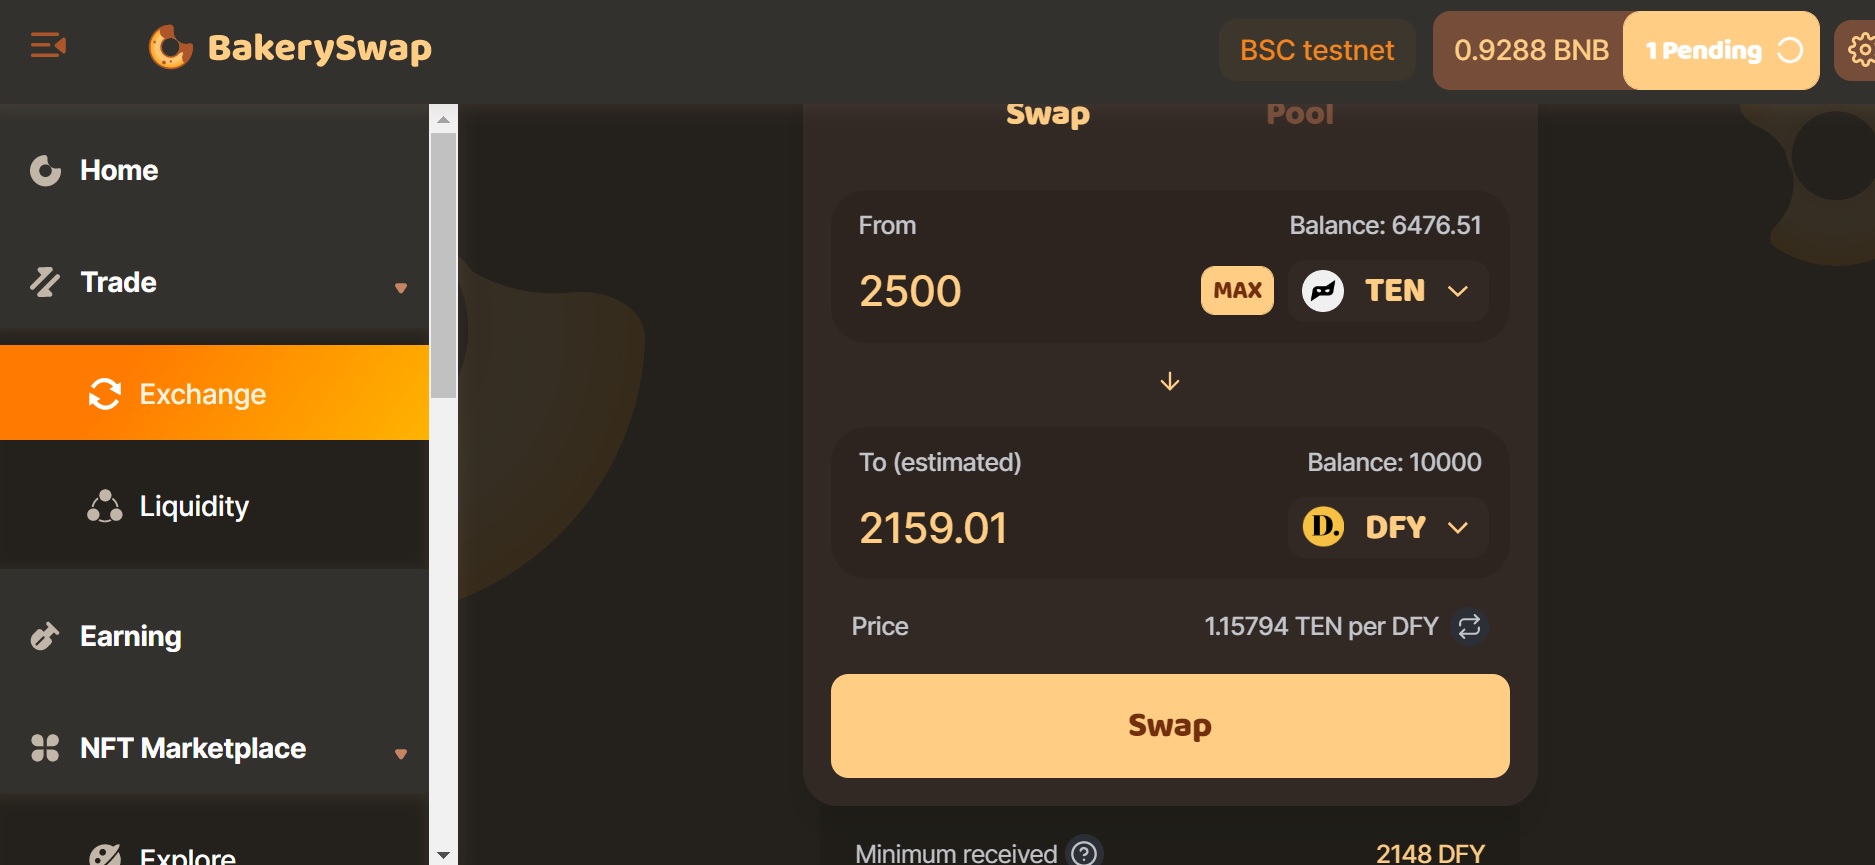 BakerySwap
BSC testnet
0.9288 BNB
1 Pending
Home
Trade
Exchange
Liquidity
Earning
NFT Marketplace
Explore
Swap
Pool
From
Balance: 6476.51
2500
MAX
TEN
To (estimated)
Balance: 10000
2159.01
D.
DFY
Price
1.15794 TEN per DFY
Swap
Minimum received ?
2148 DFY